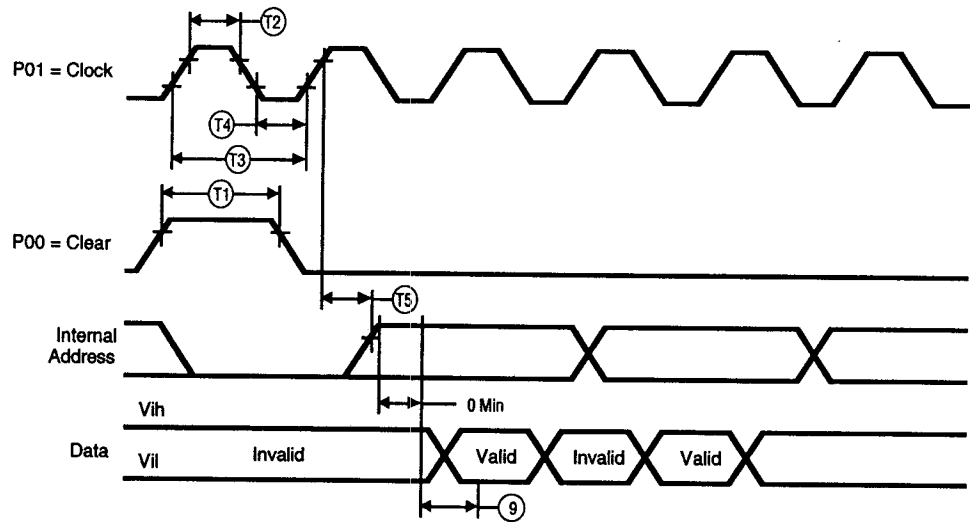 T2
P01 = Clock
T4
T3
T1
P00 = Clear
T5
Internal
Address
0 Min
Vih
Data
Vil
Invalid
Valid
Invalid
Valid
9